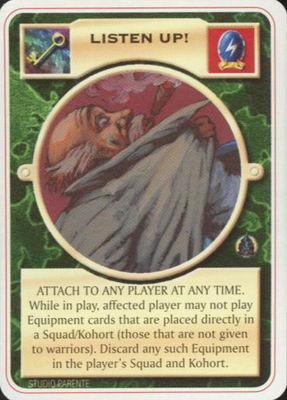 LISTEN UP!
ATTACH TO ANY PLAYER AT ANY TIME.
While in play, affected player may not play
Equipment cards that are placed directly in
a Squad/Kohort (those that are not given
to warriors). Discard any such Equipment
in the player's Squad and Kohort.
STUDIO PARENTE